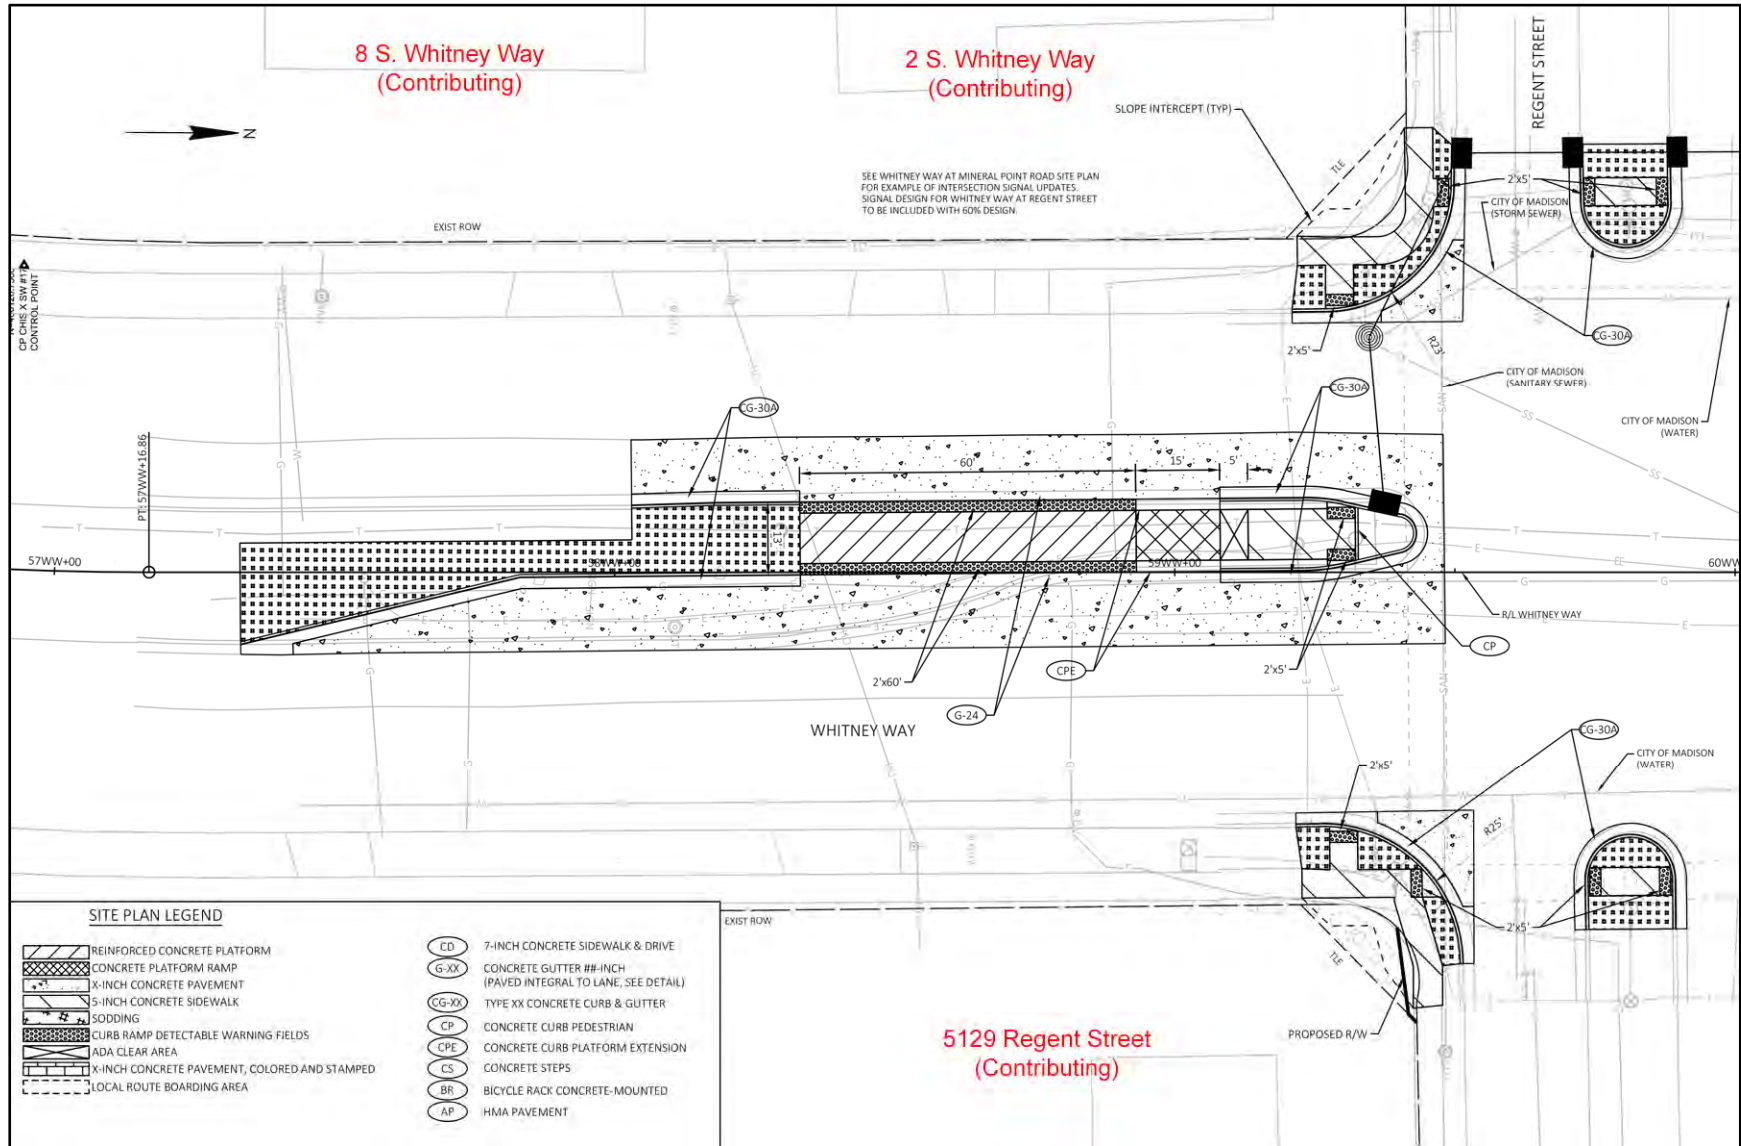 8 S. Whitney Way
(Contributing)
2 S. Whitney Way
(Contributing)
REGENT STREET
SLOPE INTERCEPT (TYP)
N
TLE
SEE WHITNEY WAY AT MINERAL POINT ROAD SITE PLAN
FOR EXAMPLE OF INTERSECTION SIGNAL UPDATES.
SIGNAL DESIGN FOR WHITNEY WAY AT REGENT STREET
TO BE INCLUDED WITH 60% DESIGN.
2'x5'
CITY OF MADISON
(STORM SEWER)
EXIST ROW
CP CHIS X SW #17
CONTROL POINT
2'x5'
R23'
CG-30A
CITY OF MADISON
(SANITARY SEWER)
CG-30A
CG-30A
CITY OF MADISON
(WATER)
PT: 57WW+16.86
60'
15'
5'
13'
57WW+00
58WW+00
59WW+00
60WW
R/L WHITNEY WAY
CP
CPE
2'x5'
2'x60'
G-24
WHITNEY WAY
CG-30A
CITY OF MADISON
(WATER)
2'x5'
R25'
2'x5'
EXIST ROW
TLE
PROPOSED R/W
5129 Regent Street
(Contributing)
SITE PLAN LEGEND
REINFORCED CONCRETE PLATFORM
CONCRETE PLATFORM RAMP
X-INCH CONCRETE PAVEMENT
5-INCH CONCRETE SIDEWALK
SODDING
CURB RAMP DETECTABLE WARNING FIELDS
ADA CLEAR AREA
X-INCH CONCRETE PAVEMENT, COLORED AND STAMPED
LOCAL ROUTE BOARDING AREA
CD 7-INCH CONCRETE SIDEWALK & DRIVE
G-XX CONCRETE GUTTER ##-INCH
(PAVED INTEGRAL TO LANE, SEE DETAIL)
CG-XX TYPE XX CONCRETE CURB & GUTTER
CP CONCRETE CURB PEDESTRIAN
CPE CONCRETE CURB PLATFORM EXTENSION
CS CONCRETE STEPS
BR BICYCLE RACK CONCRETE-MOUNTED
AP HMA PAVEMENT